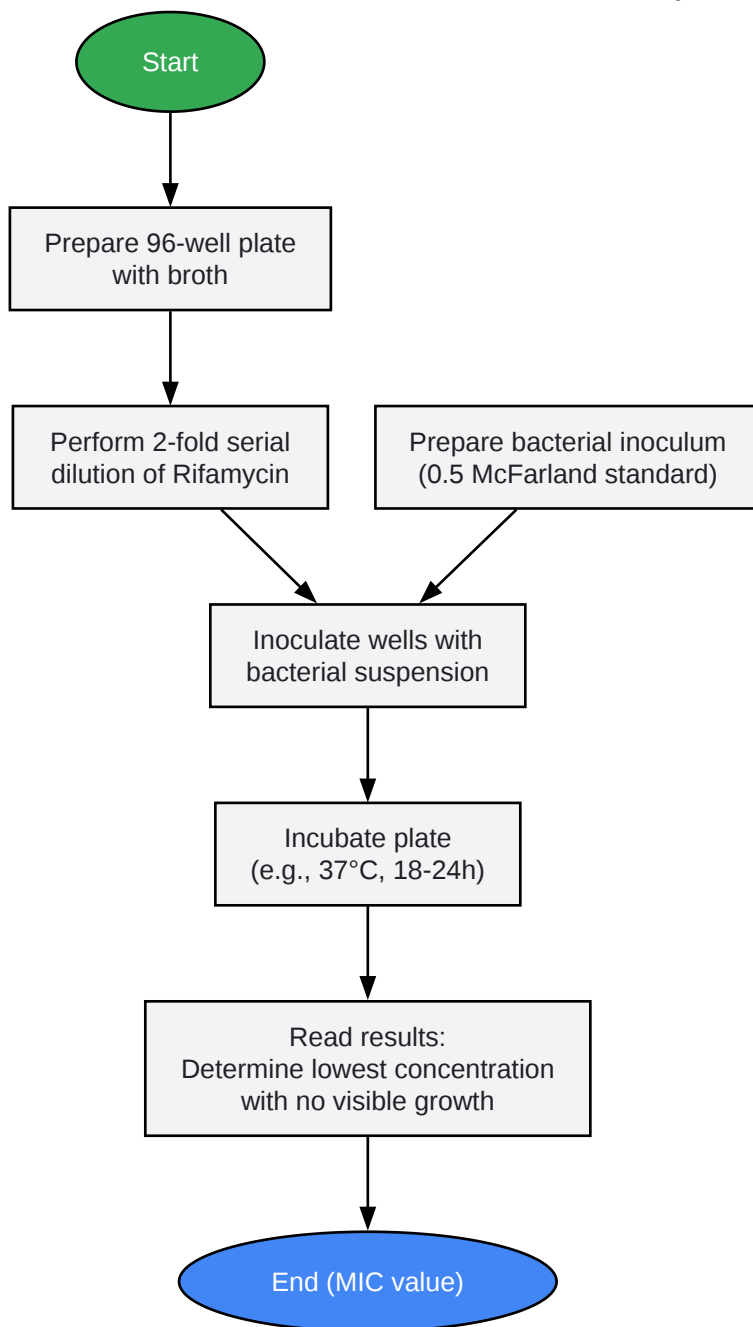 Start
Prepare 96-well plate
with broth
Perform 2-fold serial
dilution of Rifamycin
Prepare bacterial inoculum
(0.5 McFarland standard)
Inoculate wells with
bacterial suspension
Incubate plate
(e.g., 37°C, 18-24h)
Read results:
Determine lowest concentration
with no visible growth
End (MIC value)